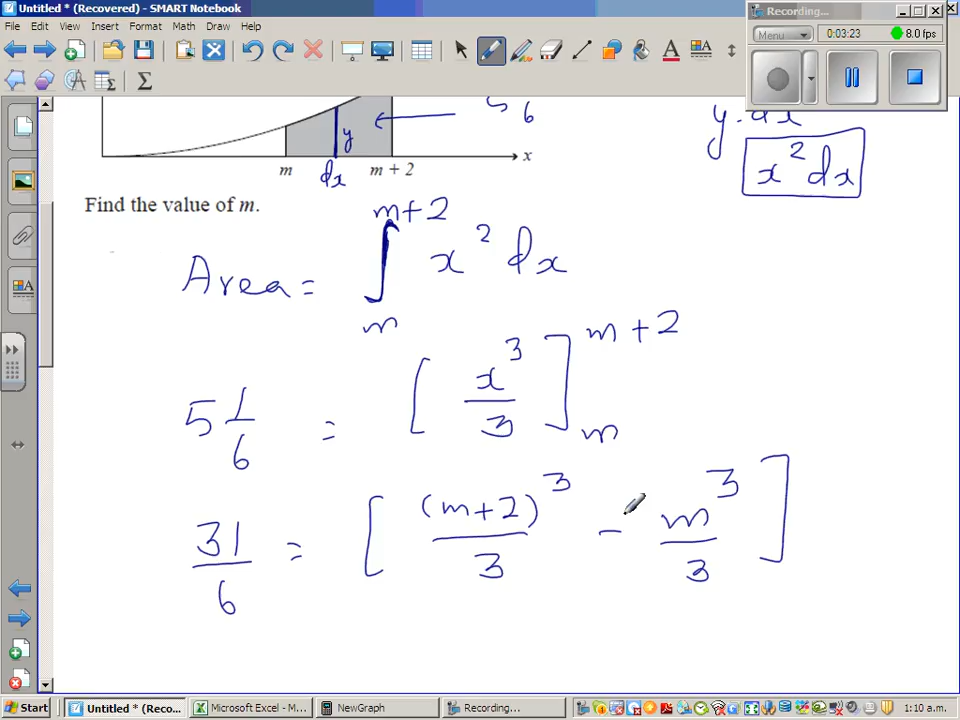 Untitled * (Recovered) - SMART Notebook
File Edit View Insert Format Math Draw Help
Recording...
Menu 0:03:23 8.0 fps
y
5 6
y. dx
x² dx
m dx m + 2 x
Find the value of m.
Area = ∫ₘᵐ⁺² x² dx
5 1/6 = [x³/3]ₘᵐ⁺²
31/6 = [(m+2)³/3 - m³/3]
Start Untitled * (Reco... Microsoft Excel - m... NewGraph Recording... 1:10 a.m.